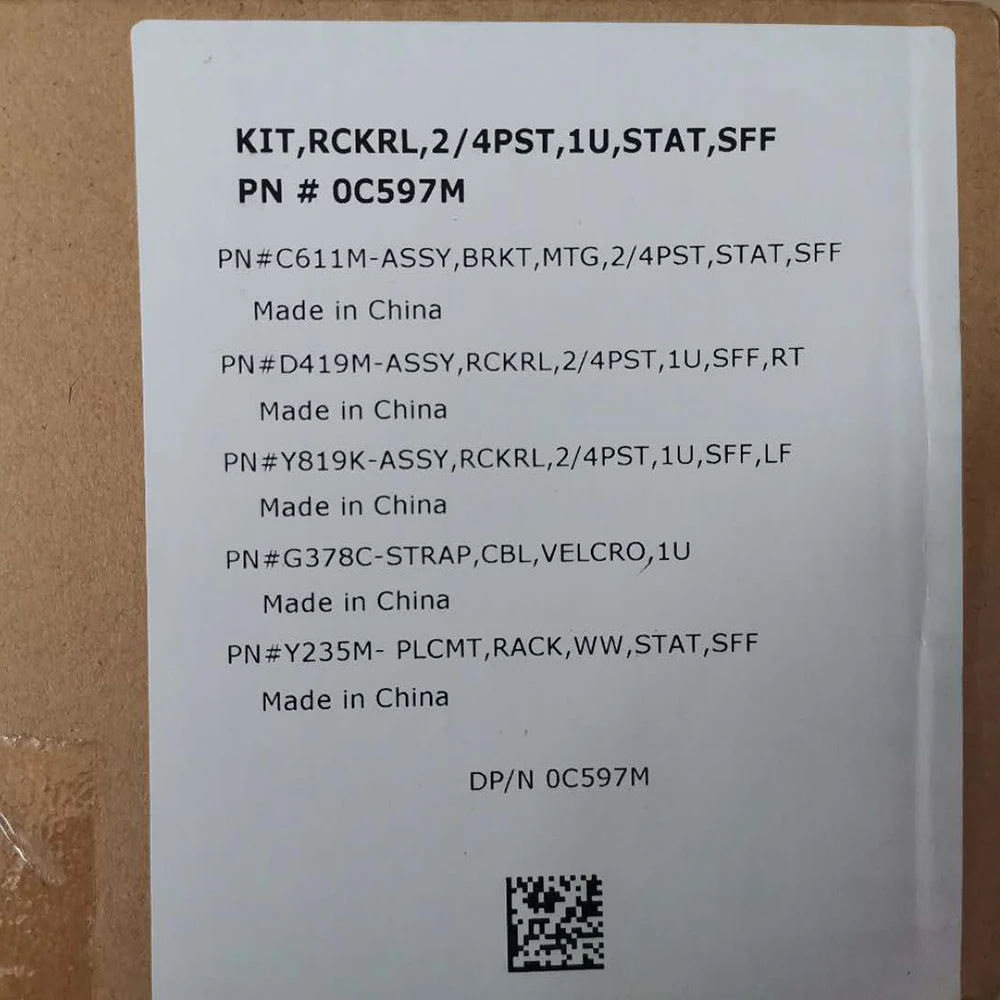 KIT,RCKRL,2/4PST,1U,STAT,SFF
PN # 0C597M
PN#C611M-ASSY,BRKT,MTG,2/4PST,STAT,SFF
Made in China
PN#D419M-ASSY,RCKRL,2/4PST,1U,SFF,RT
Made in China
PN#Y819K-ASSY,RCKRL,2/4PST,1U,SFF,LF
Made in China
PN#G378C-STRAP,CBL,VELCRO,1U
Made in China
PN#Y235M- PLCMT,RACK,WW,STAT,SFF
Made in China
DP/N 0C597M